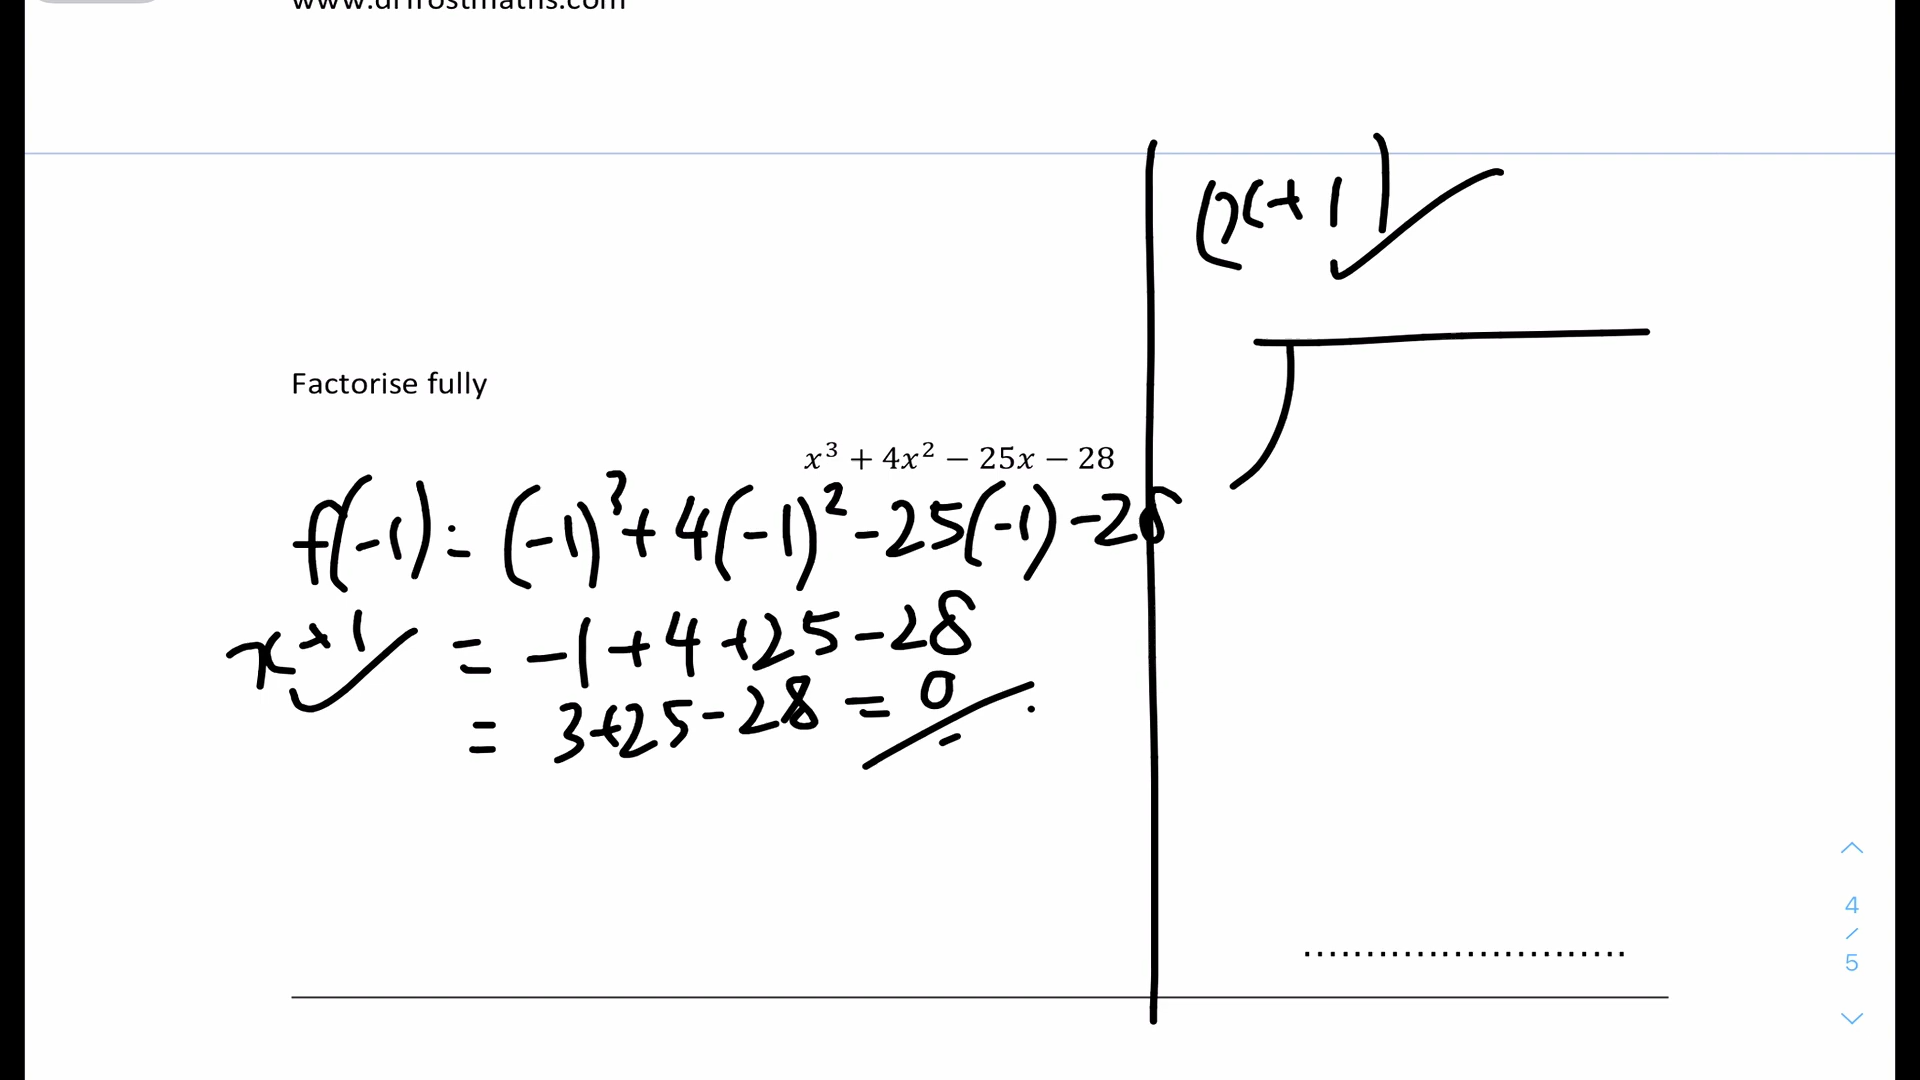 www.drfrostmaths.com
(x+1)
Factorise fully
x³ + 4x² − 25x − 28
f(-1) = (-1)³ + 4(-1)² - 25(-1) - 28
x+1 = -1 + 4 + 25 - 28
= 3+25-28 = 0
4
/
5